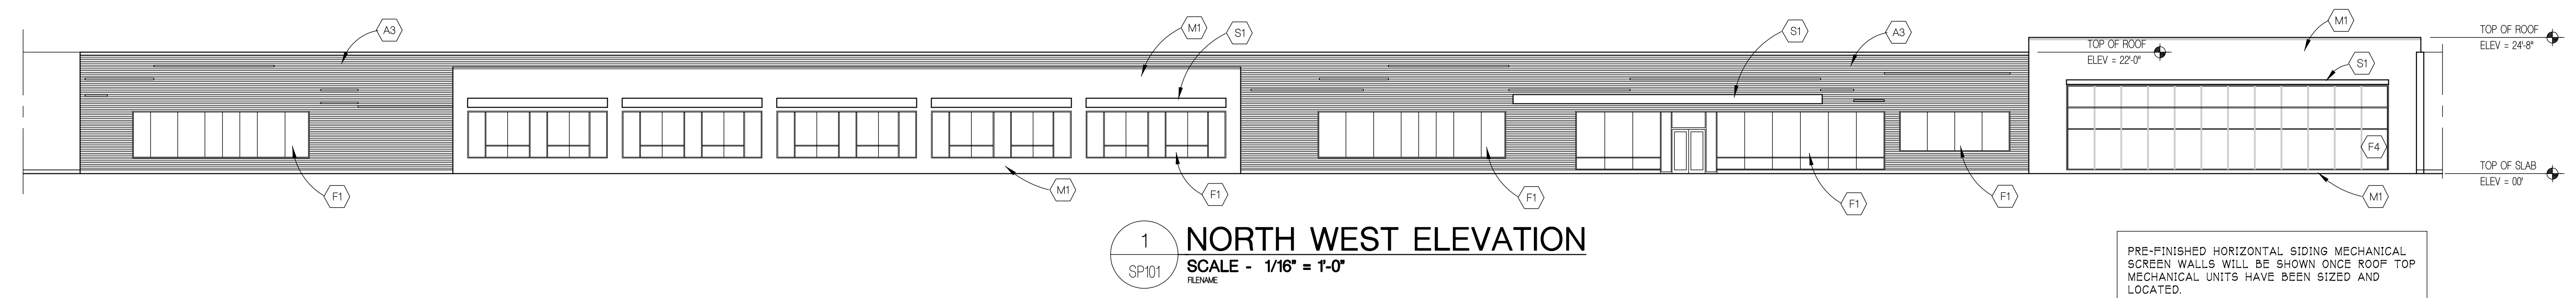 A3
M1
S1
S1
A3
M1
TOP OF ROOF
ELEV = 24'-8"
TOP OF ROOF
ELEV = 22'-0"
S1
F4
TOP OF SLAB
ELEV = 00'
F1
M1
F1
F1
F1
F1
M1
1
SP101
NORTH WEST ELEVATION
SCALE - 1/16" = 1'-0"
FILENAME
PRE-FINISHED HORIZONTAL SIDING MECHANICAL
SCREEN WALLS WILL BE SHOWN ONCE ROOF TOP
MECHANICAL UNITS HAVE BEEN SIZED AND
LOCATED.